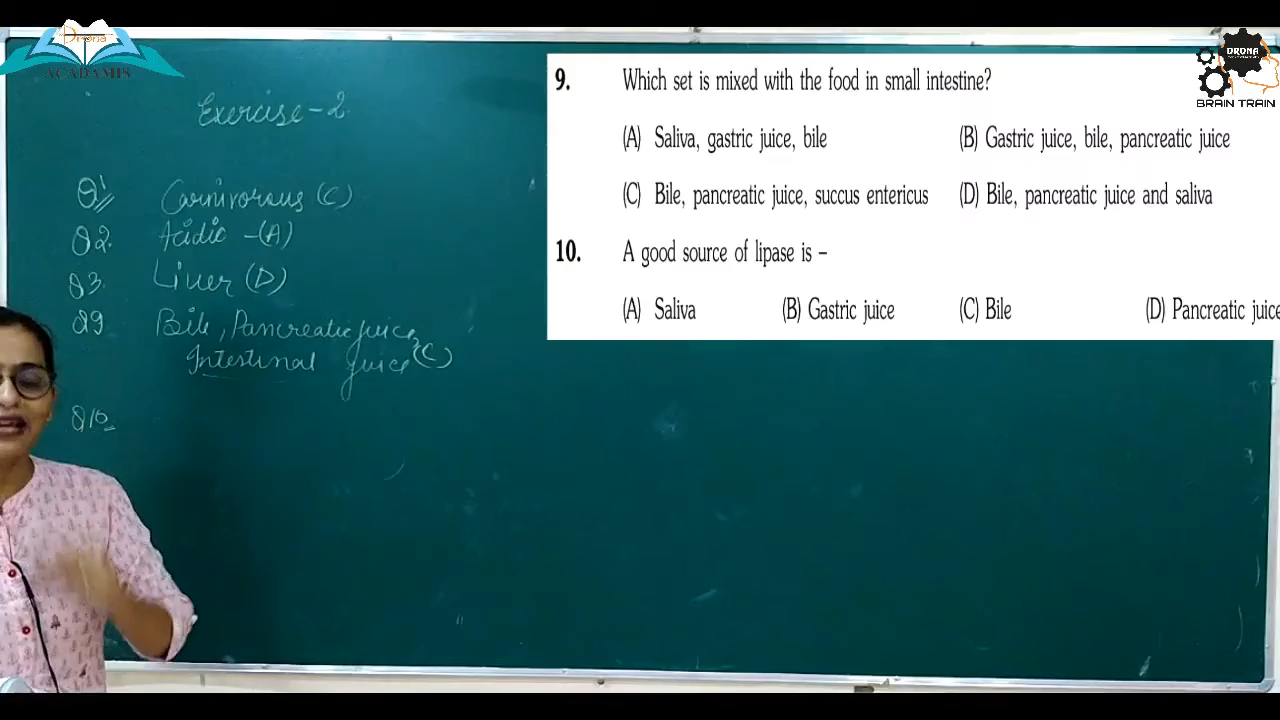 Drona
ACADAMIS
DRONA
BRAIN TRAIN
Exercise-2
Q1 Carnivorous (C)
Q2. Acidic -(A)
Q3. Liver (D)
Q9 Bile, Pancreatic juice,
Intestinal juice (C)
Q10
9. Which set is mixed with the food in small intestine?
(A) Saliva, gastric juice, bile (B) Gastric juice, bile, pancreatic juice
(C) Bile, pancreatic juice, succus entericus (D) Bile, pancreatic juice and saliva
10. A good source of lipase is –
(A) Saliva (B) Gastric juice (C) Bile (D) Pancreatic juice